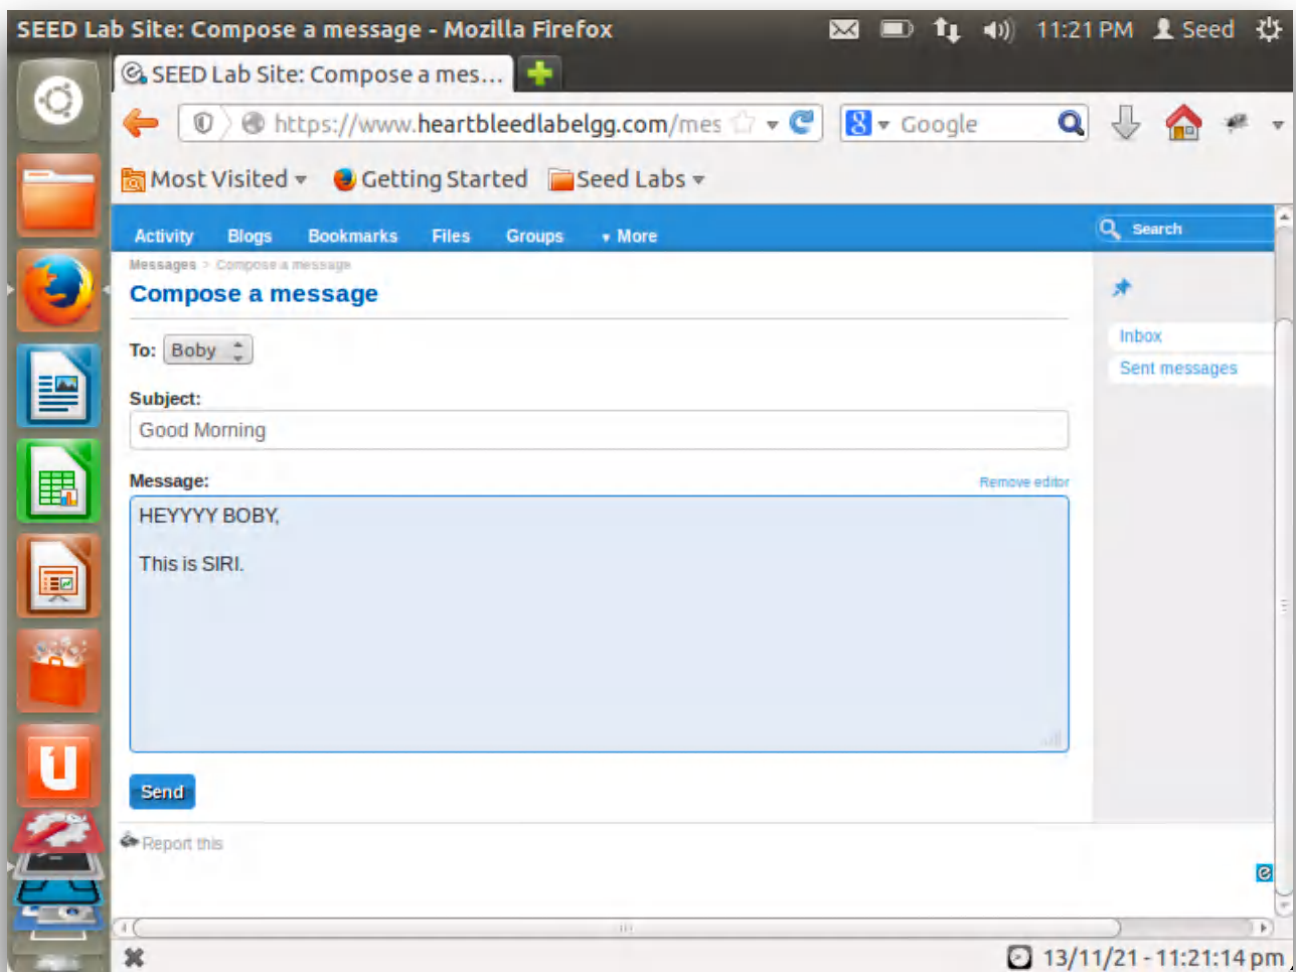 SEED Lab Site: Compose a message - Mozilla Firefox
11:21 PM Seed
SEED Lab Site: Compose a mes...
https://www.heartbleedlabelgg.com/mes
8 Google
Most Visited Getting Started Seed Labs
Activity Blogs Bookmarks Files Groups More
Search
Messages > Compose a message
Compose a message
Inbox
Sent messages
To: Boby
Subject:
Good Morning
Message:
Remove editor
HEYYYY BOBY,
This is SIRI.
Send
Report this
13/11/21 - 11:21:14 pm